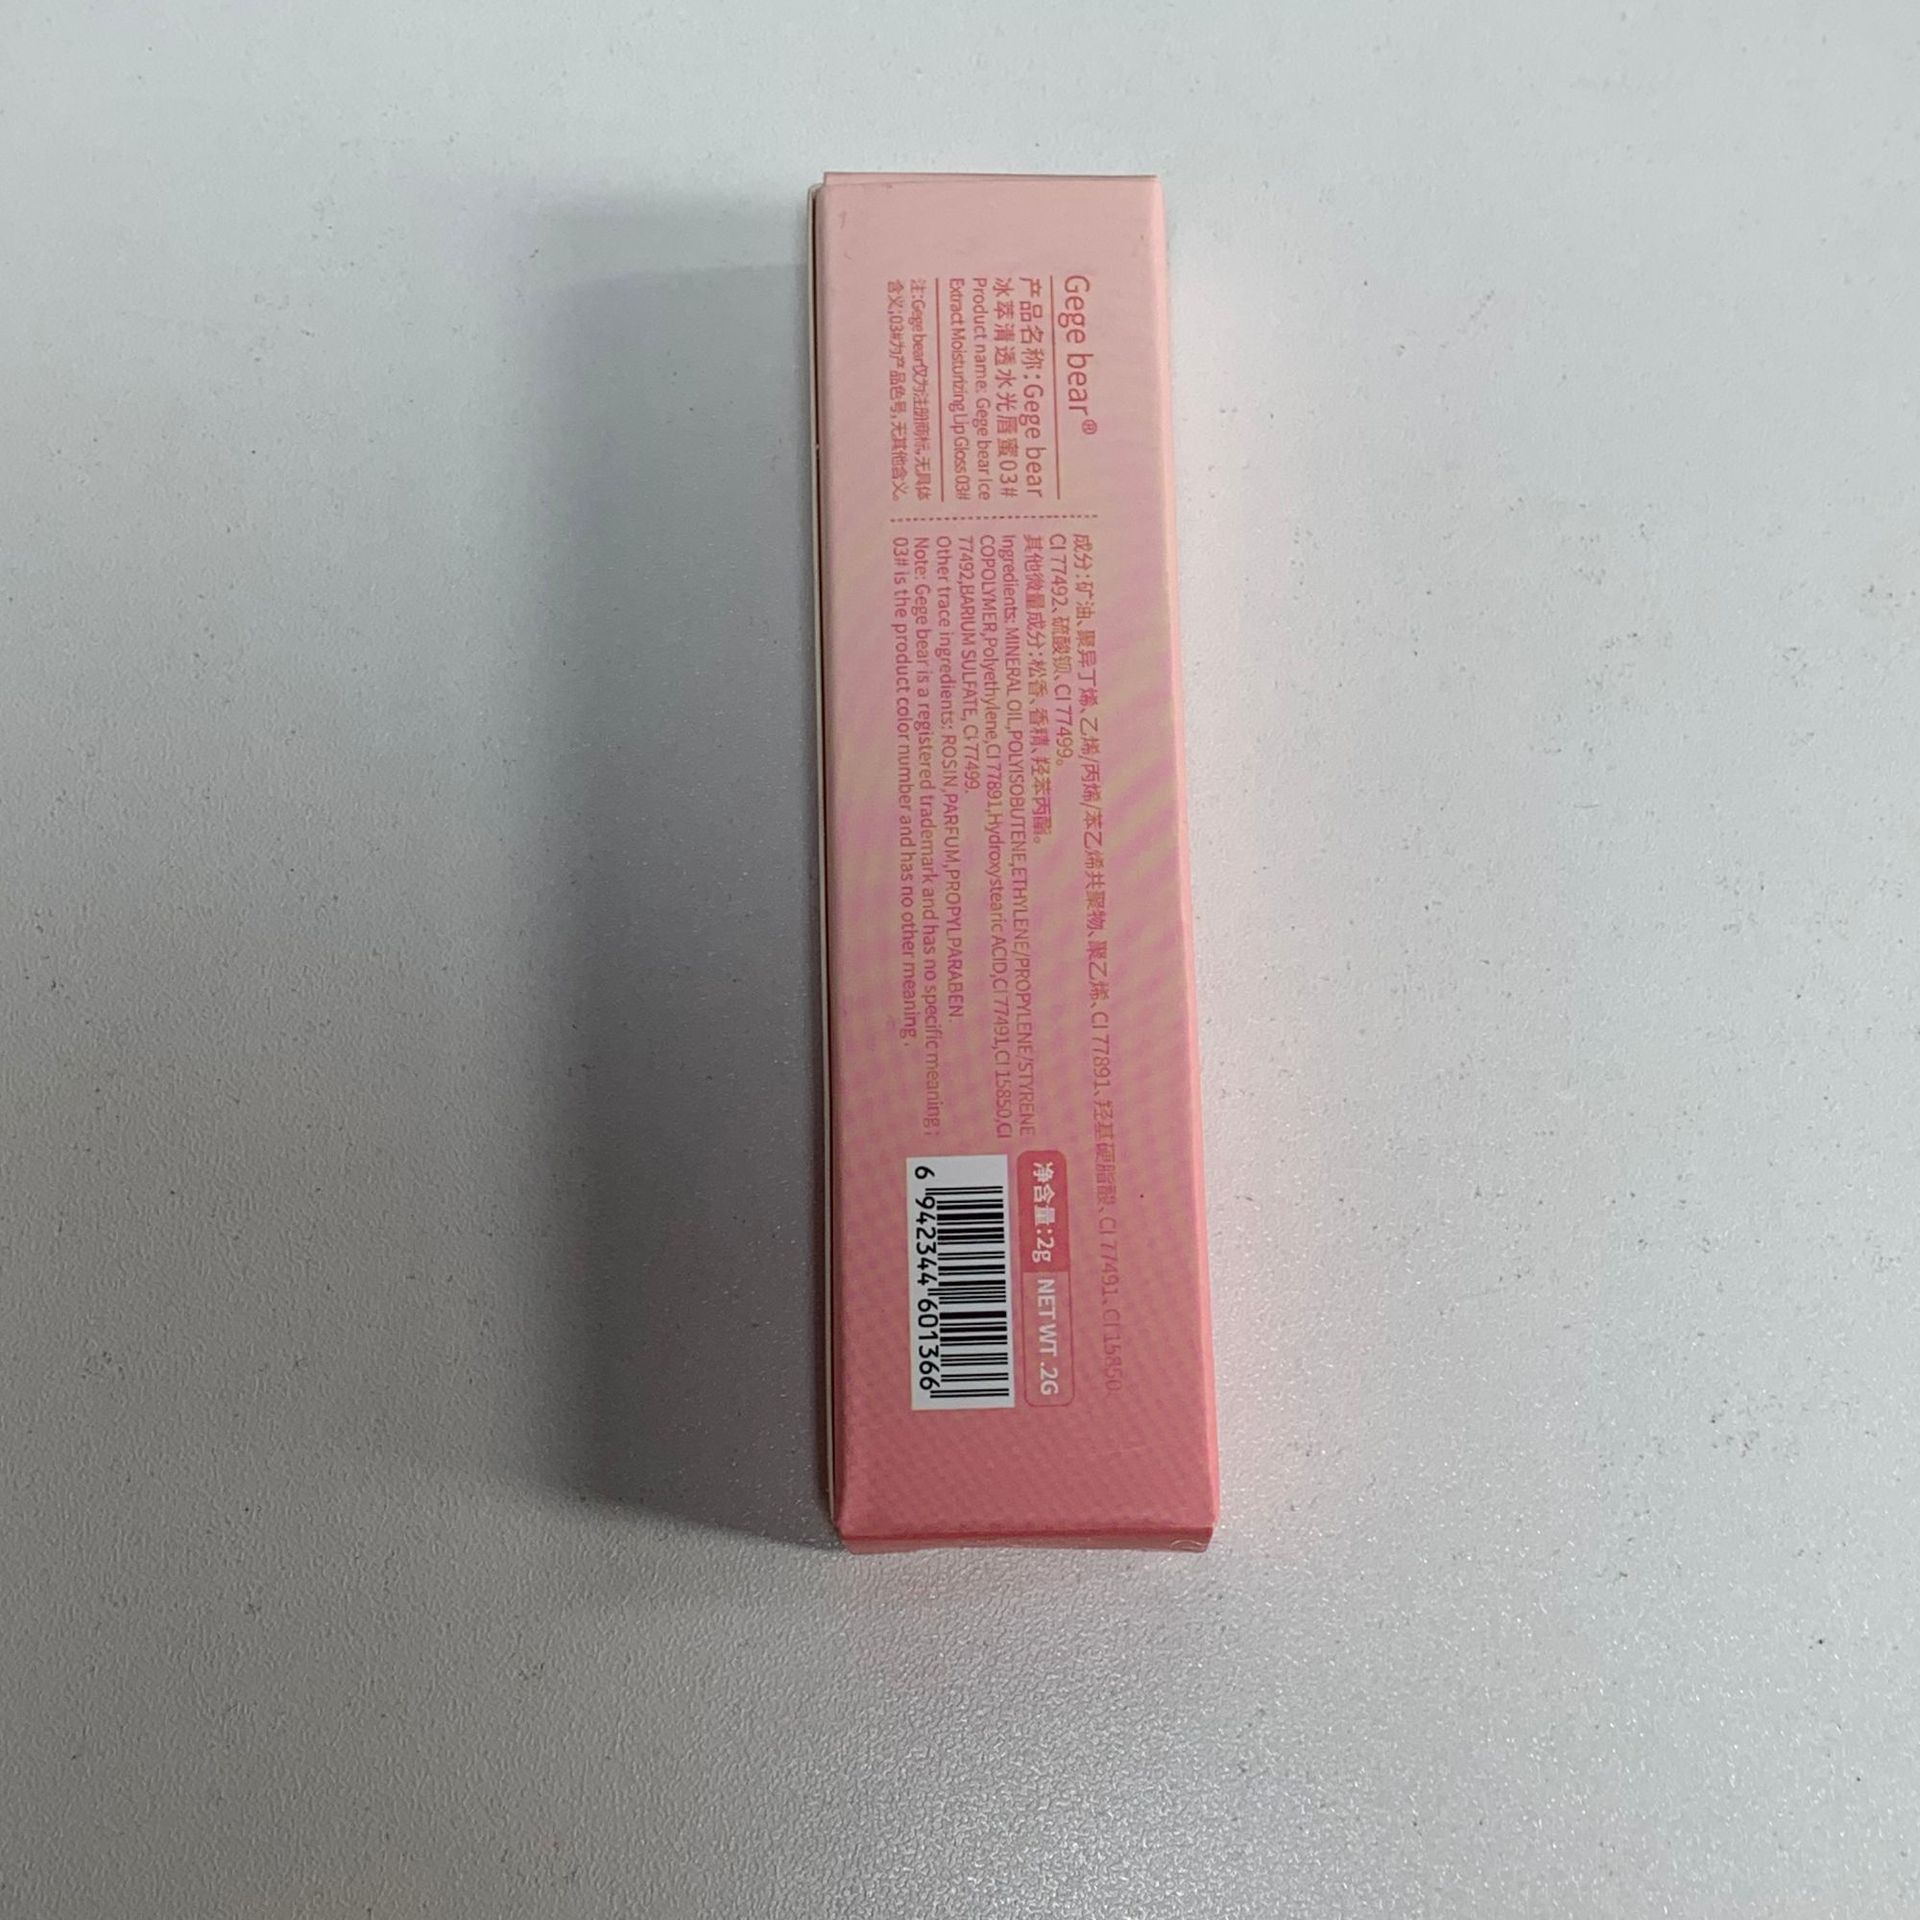 Gege bear®
产品名称：Gege bear
冰萃清透水光唇蜜03#
Product name: Gege bear Ice
Extract Moisturizing Lip Gloss 03#
注:Gege bear仅为注册商标,无具体
含义;03#为产品色号,无其他含义。
成分:矿油、聚异丁烯、乙烯/丙烯/苯乙烯共聚物、聚乙烯、CI 77891、羟基硬脂酸、CI 77491、CI 15850、
CI 77492、硫酸钡、CI 77499。
其他微量成分:松香、香精、羟苯丙酯。
Ingredients: MINERAL OIL,POLYISOBUTENE,ETHYLENE/PROPYLENE/STYRENE
COPOLYMER,Polyethylene,CI 77891,Hydroxystearic ACID,CI 77491,CI 15850,CI
77492,BARIUM SULFATE, CI 77499.
Other trace ingredients: ROSIN,PARFUM,PROPYLPARABEN.
Note: Gege bear is a registered trademark and has no specific meaning;
03# is the product color number and has no other meaning.
净含量:2g NET WT .2G
6 942344 601366